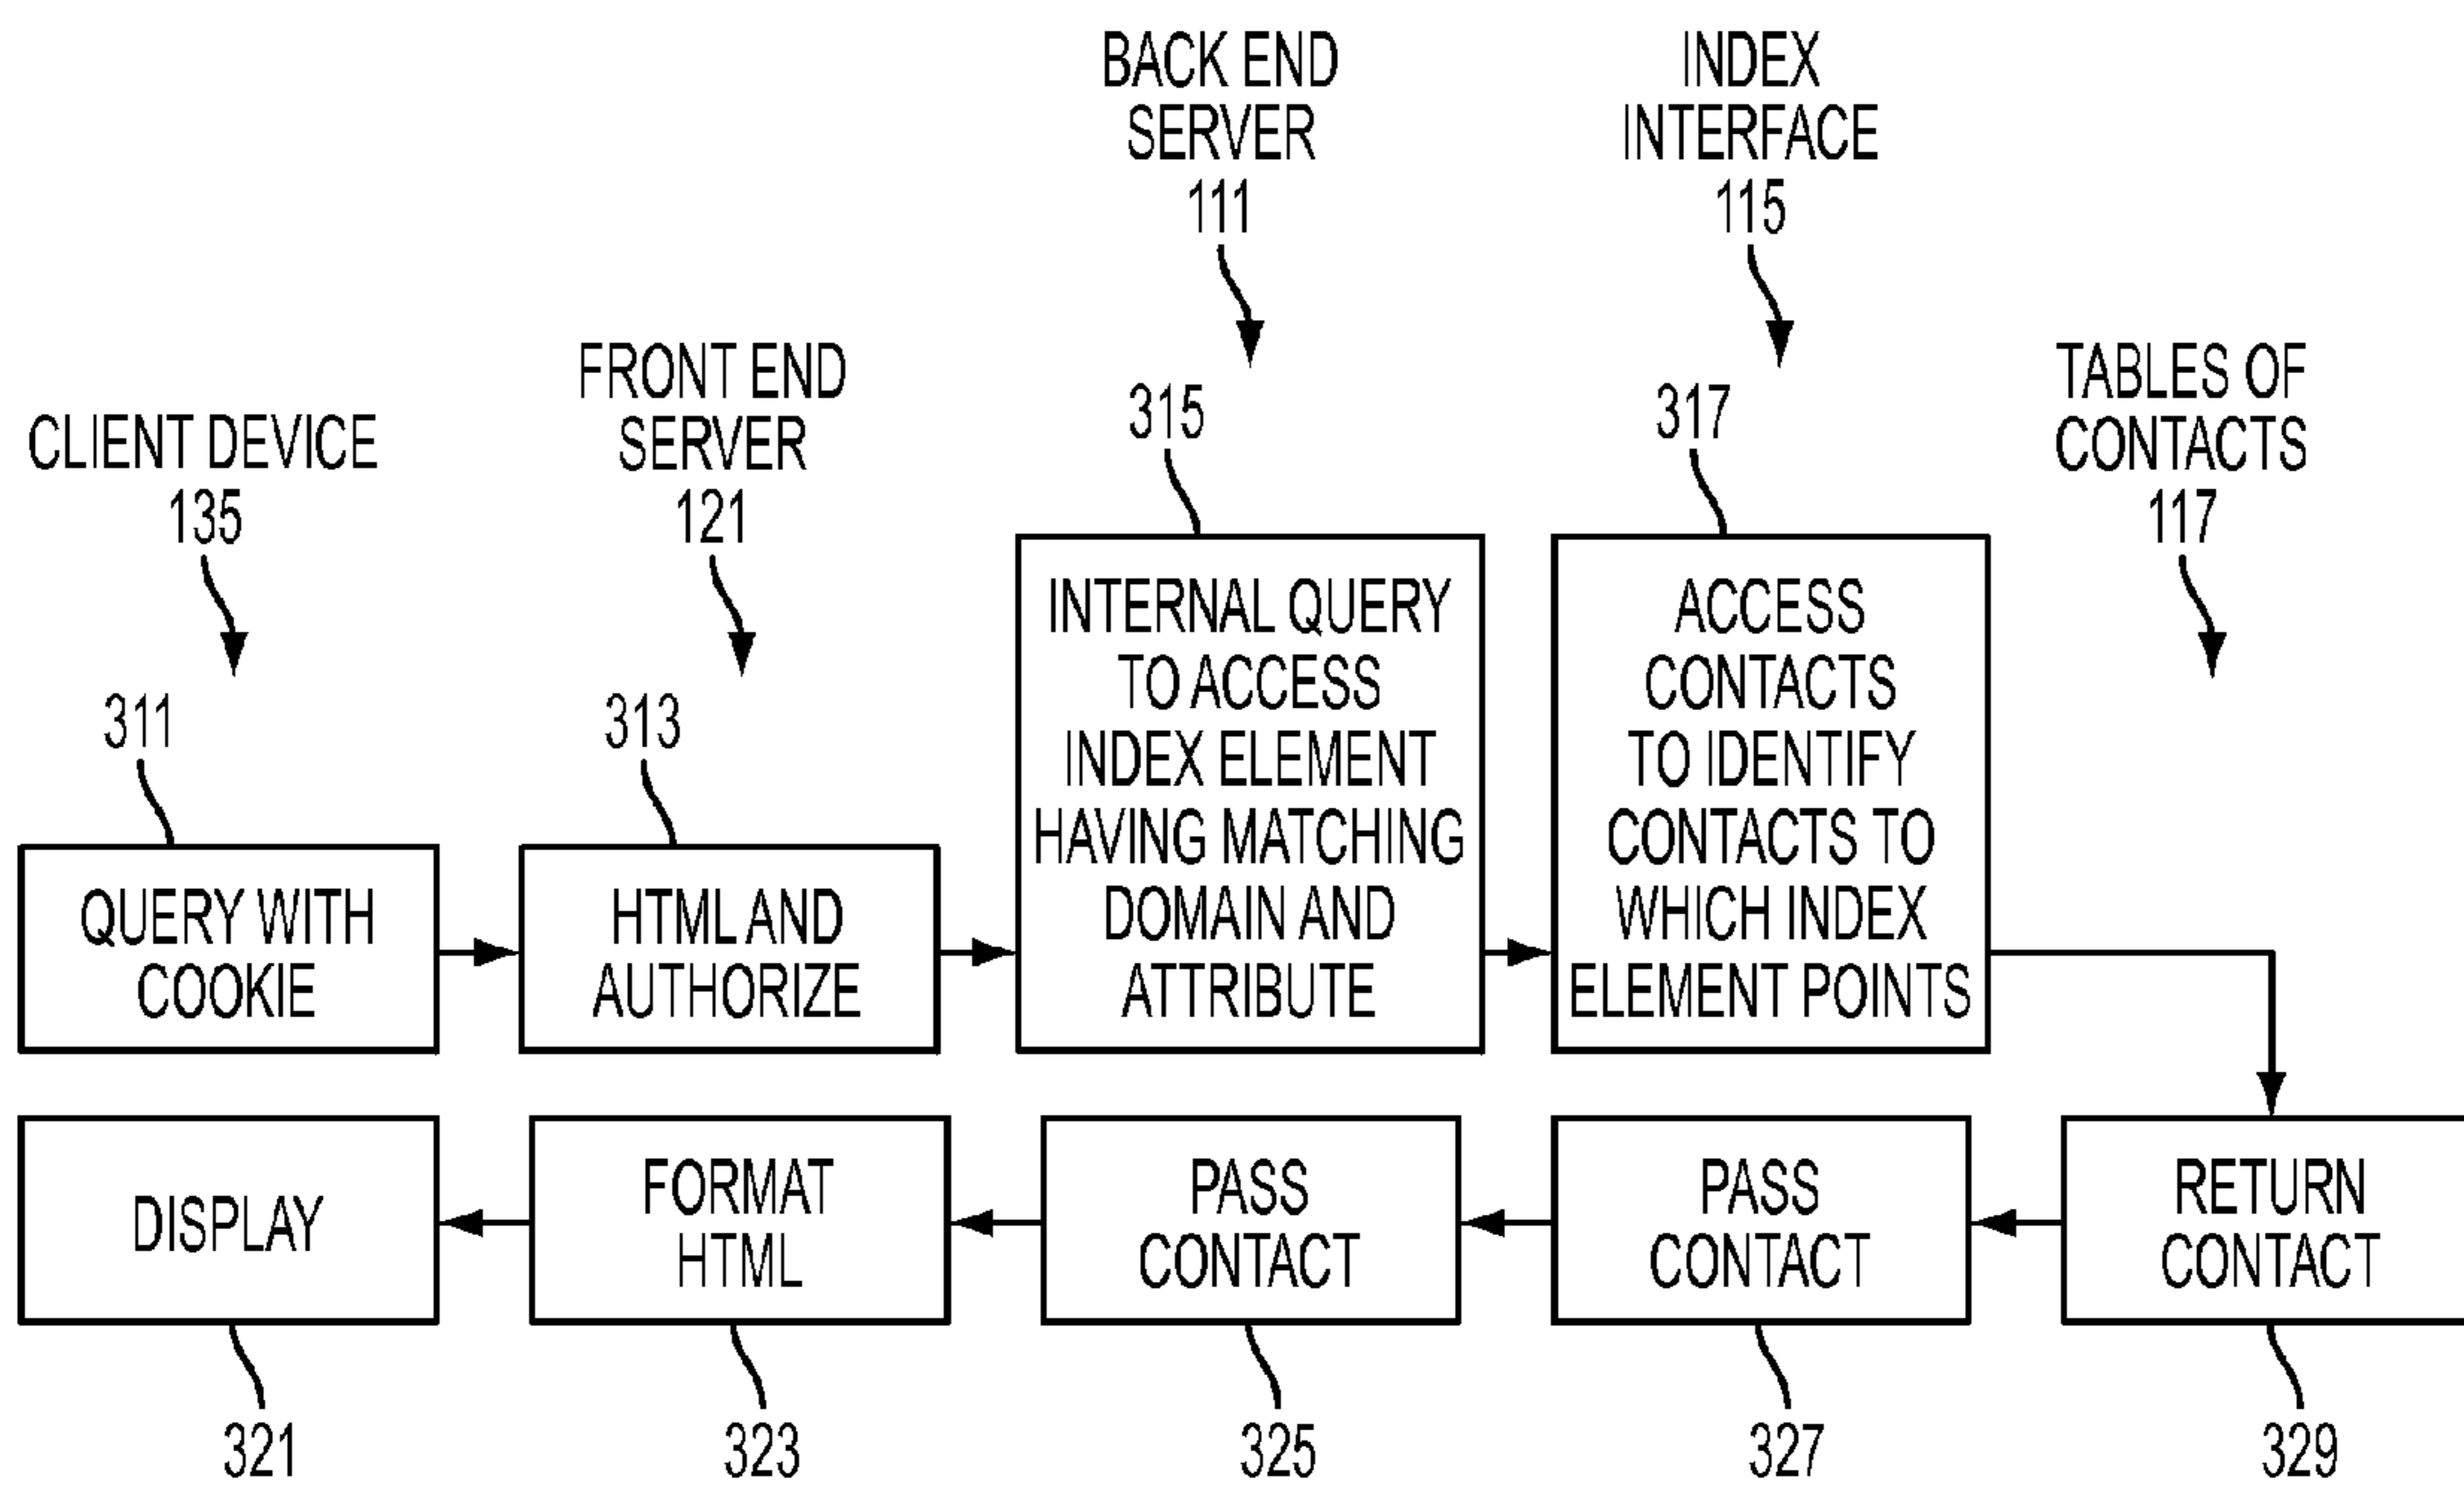 BACK END
SERVER
111
INDEX
INTERFACE
115
CLIENT DEVICE
135
FRONT END
SERVER
121
315
317
TABLES OF
CONTACTS
117
311
313
QUERY WITH
COOKIE
HTML AND
AUTHORIZE
INTERNAL QUERY
TO ACCESS
INDEX ELEMENT
HAVING MATCHING
DOMAIN AND
ATTRIBUTE
ACCESS
CONTACTS
TO IDENTIFY
CONTACTS TO
WHICH INDEX
ELEMENT POINTS
DISPLAY
FORMAT
HTML
PASS
CONTACT
PASS
CONTACT
RETURN
CONTACT
321
323
325
327
329